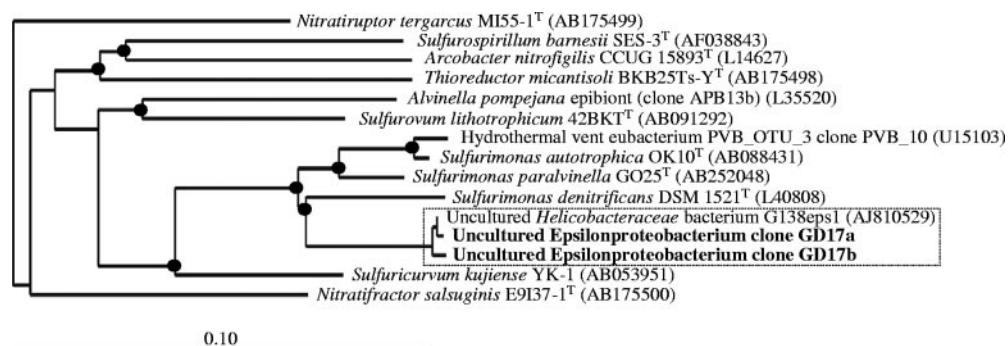 Nitratiruptor tergarcus MI55-1T (AB175499)
Sulfurospirillum barnesii SES-3T (AF038843)
Arcobacter nitrofigilis CCUG 15893T (L14627)
Thioreductor micantisoli BKB25Ts-YT (AB175498)
Alvinella pompejana epibiont (clone APB13b) (L35520)
Sulfurovum lithotrophicum 42BKTT (AB091292)
Hydrothermal vent eubacterium PVB_OTU_3 clone PVB_10 (U15103)
Sulfurimonas autotrophica OK10T (AB088431)
Sulfurimonas paralvinella GO25T (AB252048)
Sulfurimonas denitrificans DSM 1521T (L40808)
Uncultured Helicobacteraceae bacterium G138eps1 (AJ810529)
Uncultured Epsilonproteobacterium clone GD17a
Uncultured Epsilonproteobacterium clone GD17b
Sulfuricurvum kujiense YK-1 (AB053951)
Nitratifractor salsuginis E9I37-1T (AB175500)
0.10